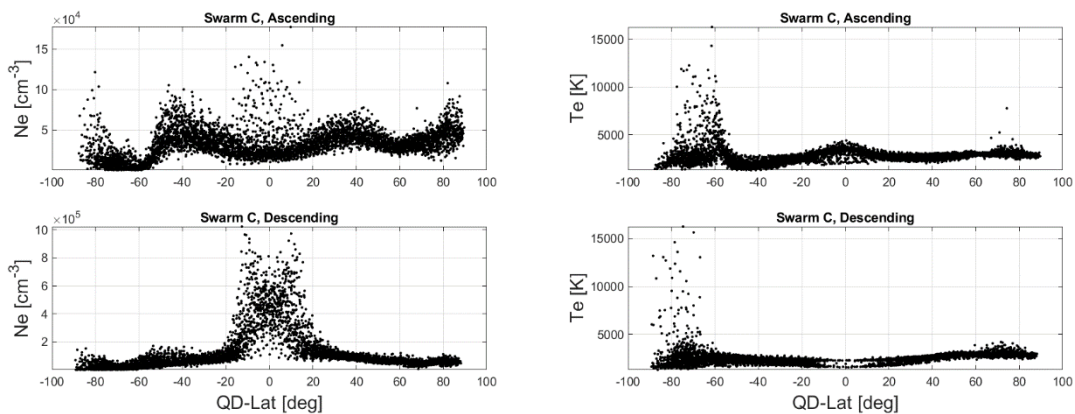 Swarm C, Ascending
×10⁴
Ne [cm⁻³]
15
10
5
-100 -80 -60 -40 -20 0 20 40 60 80 100
Swarm C, Ascending
Te [K]
15000
10000
5000
-100 -80 -60 -40 -20 0 20 40 60 80 100
Swarm C, Descending
×10⁵
Ne [cm⁻³]
10
8
6
4
2
-100 -80 -60 -40 -20 0 20 40 60 80 100
QD-Lat [deg]
Swarm C, Descending
Te [K]
15000
10000
5000
-100 -80 -60 -40 -20 0 20 40 60 80 100
QD-Lat [deg]